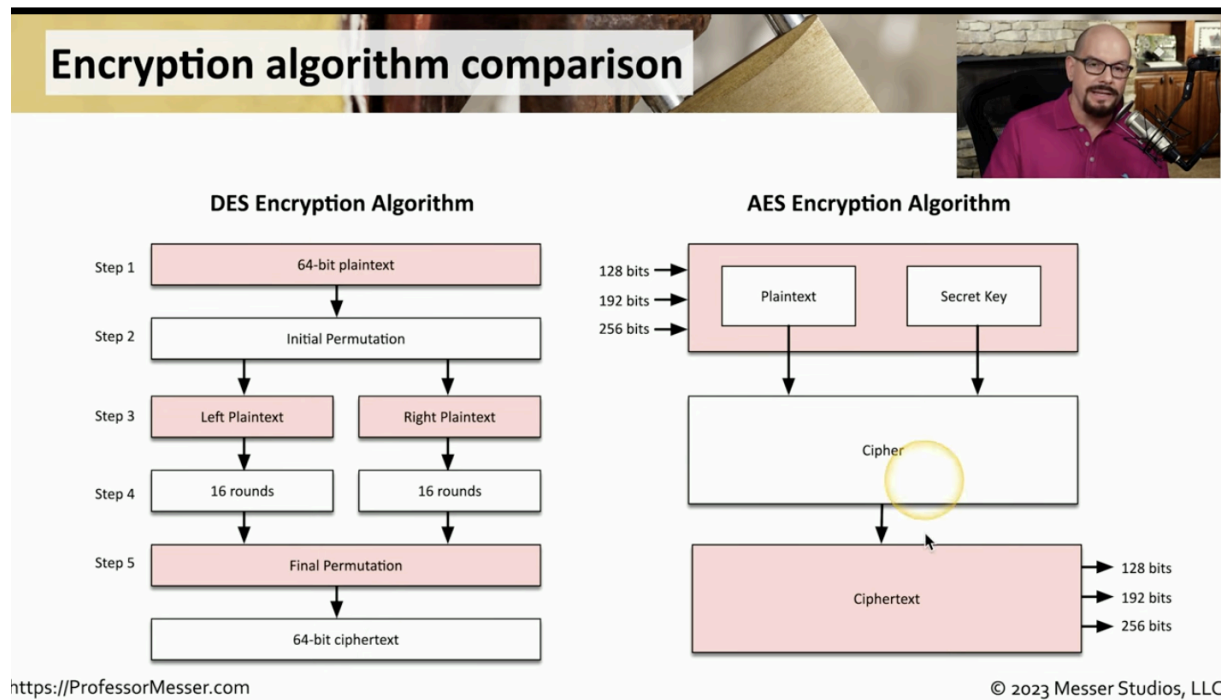 Encryption algorithm comparison
DES Encryption Algorithm
Step 1
64-bit plaintext
Step 2
Initial Permutation
Step 3
Left Plaintext
Right Plaintext
Step 4
16 rounds
16 rounds
Step 5
Final Permutation
64-bit ciphertext
AES Encryption Algorithm
128 bits
192 bits
256 bits
Plaintext
Secret Key
Cipher
Ciphertext
128 bits
192 bits
256 bits
https://ProfessorMesser.com
© 2023 Messer Studios, LLC